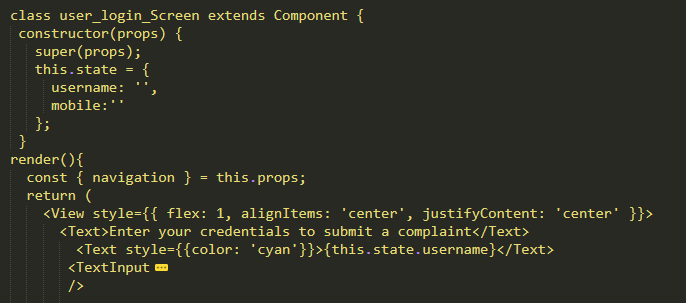 class user_login_Screen extends Component {
constructor(props) {
super(props);
this.state = {
username: '',
mobile:''
};
}
render(){
const { navigation } = this.props;
return (
<View style={{ flex: 1, alignItems: 'center', justifyContent: 'center' }}>
<Text>Enter your credentials to submit a complaint</Text>
<Text style={{color: 'cyan'}}>{this.state.username}</Text>
<TextInput
/>